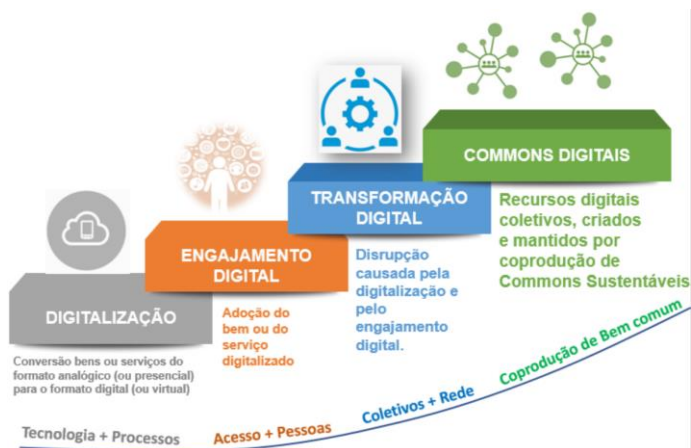 DIGITALIZAÇÃO
Conversão bens ou serviços do
formato analógico (ou presencial)
para o formato digital (ou virtual)
Tecnologia + Processos
ENGAJAMENTO
DIGITAL
Adoção do
bem ou do
serviço
digitalizado
Acesso + Pessoas
TRANSFORMAÇÃO
DIGITAL
Disrupção
causada pela
digitalização e
pelo
engajamento
digital.
Coletivos + Rede
COMMONS DIGITAIS
Recursos digitais
coletivos, criados
e mantidos por
coprodução de
Commons Sustentáveis
Coprodução de Bem comum